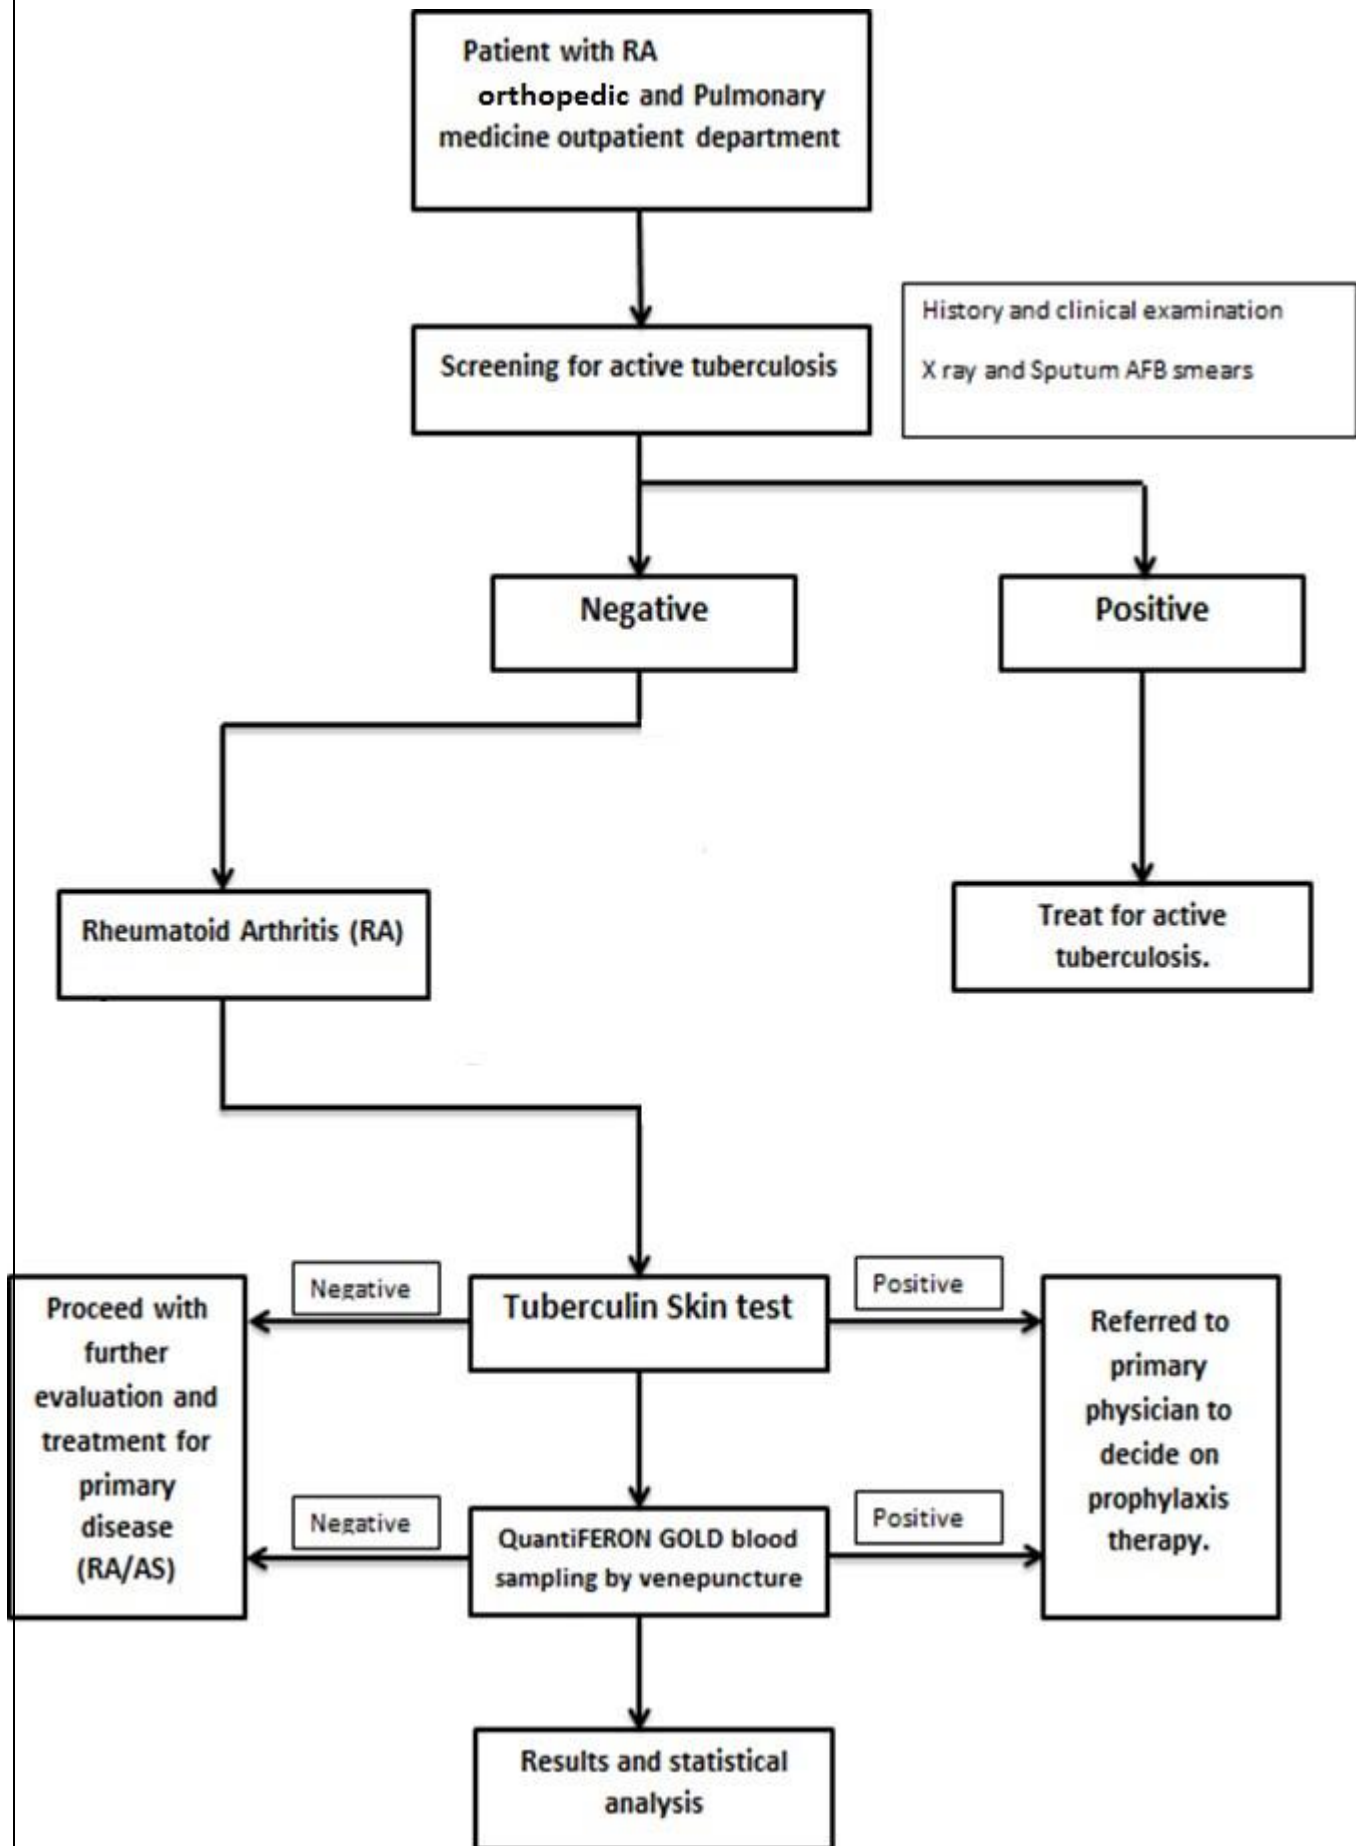 Patient with RA
orthopedic and Pulmonary
medicine outpatient department
Screening for active tuberculosis
History and clinical examination
X ray and Sputum AFB smears
Negative
Positive
Rheumatoid Arthritis (RA)
Treat for active
tuberculosis.
Negative
Tuberculin Skin test
Positive
Proceed with
further
evaluation and
treatment for
primary
disease
(RA/AS)
Referred to
primary
physician to
decide on
prophylaxis
therapy.
Negative
QuantiFERON GOLD blood
sampling by venepuncture
Positive
Results and statistical
analysis